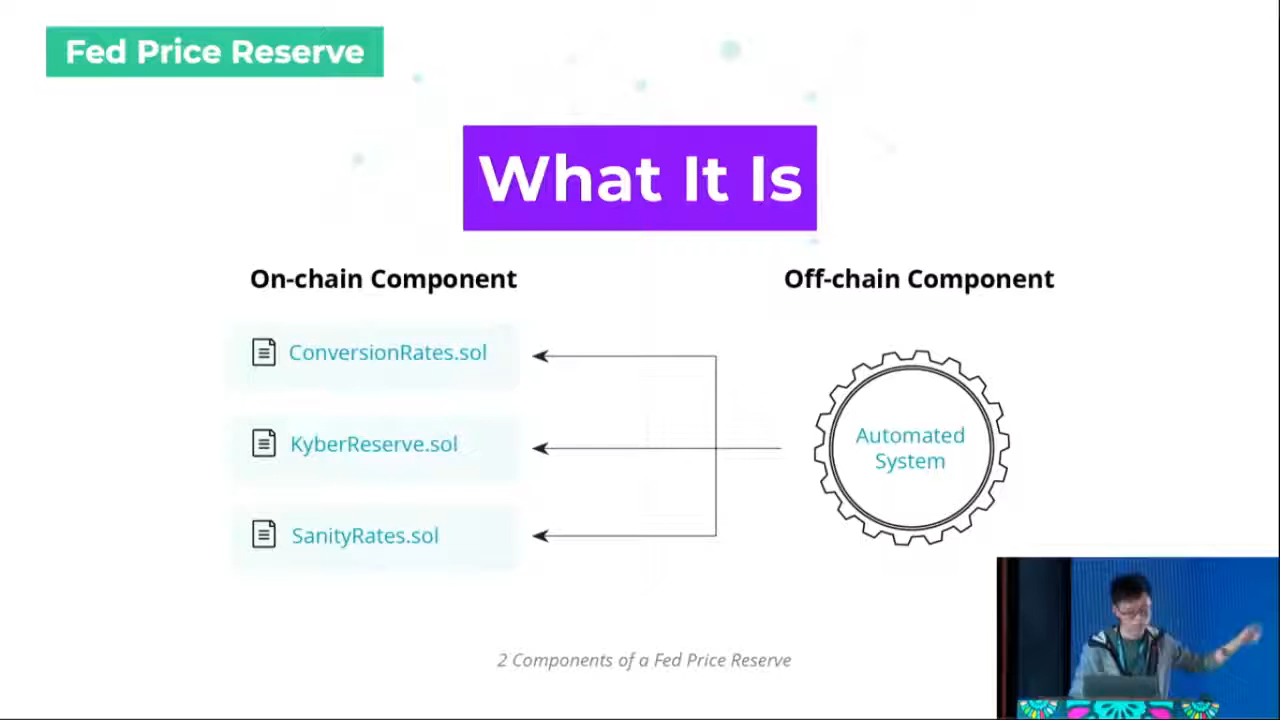 Fed Price Reserve
What It Is
On-chain Component
Off-chain Component
ConversionRates.sol
KyberReserve.sol
SanityRates.sol
Automated
System
2 Components of a Fed Price Reserve